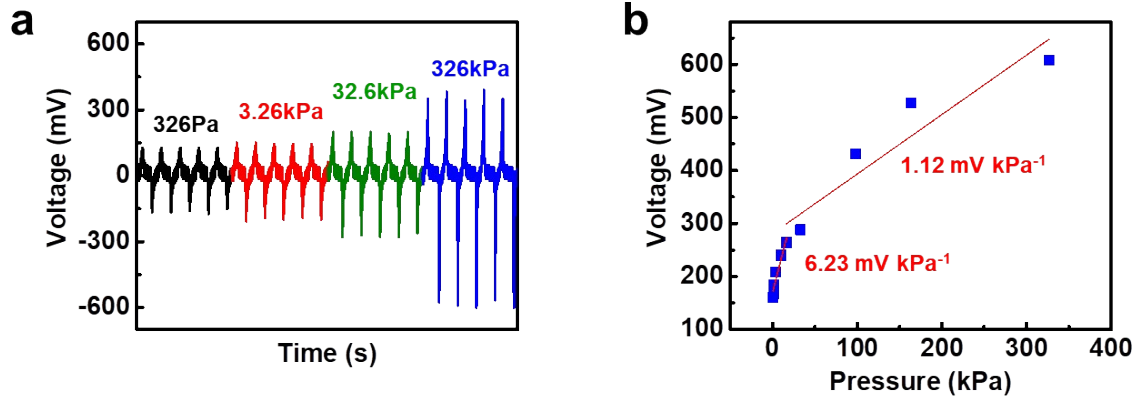 a
600
300
0
-300
-600
Voltage (mV)
326Pa
3.26kPa
32.6kPa
326kPa
Time (s)
b
600
500
400
300
200
100
Voltage (mV)
1.12 mV kPa⁻¹
6.23 mV kPa⁻¹
0 100 200 300 400
Pressure (kPa)